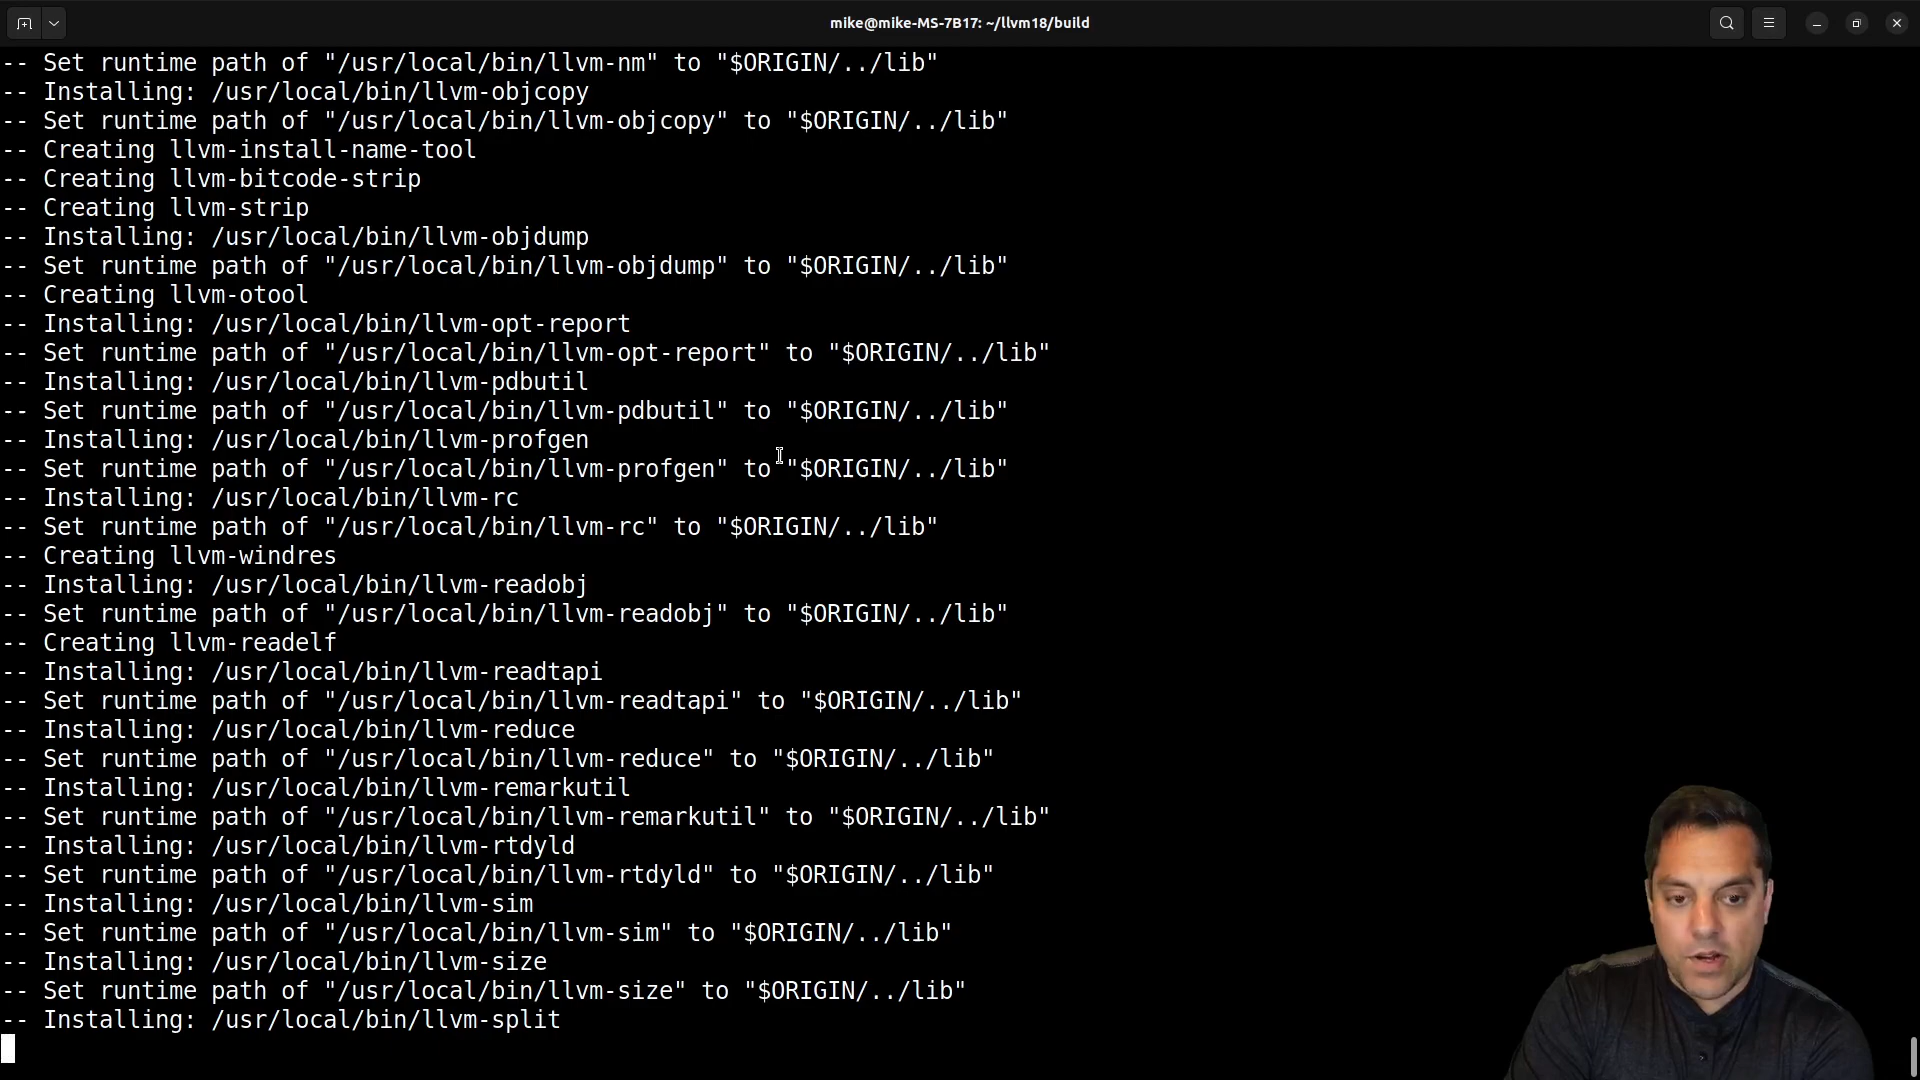 mike@mike-MS-7B17: ~/llvm18/build
-- Set runtime path of "/usr/local/bin/llvm-nm" to "$ORIGIN/../lib"
-- Installing: /usr/local/bin/llvm-objcopy
-- Set runtime path of "/usr/local/bin/llvm-objcopy" to "$ORIGIN/../lib"
-- Creating llvm-install-name-tool
-- Creating llvm-bitcode-strip
-- Creating llvm-strip
-- Installing: /usr/local/bin/llvm-objdump
-- Set runtime path of "/usr/local/bin/llvm-objdump" to "$ORIGIN/../lib"
-- Creating llvm-otool
-- Installing: /usr/local/bin/llvm-opt-report
-- Set runtime path of "/usr/local/bin/llvm-opt-report" to "$ORIGIN/../lib"
-- Installing: /usr/local/bin/llvm-pdbutil
-- Set runtime path of "/usr/local/bin/llvm-pdbutil" to "$ORIGIN/../lib"
-- Installing: /usr/local/bin/llvm-profgen
-- Set runtime path of "/usr/local/bin/llvm-profgen" to "$ORIGIN/../lib"
-- Installing: /usr/local/bin/llvm-rc
-- Set runtime path of "/usr/local/bin/llvm-rc" to "$ORIGIN/../lib"
-- Creating llvm-windres
-- Installing: /usr/local/bin/llvm-readobj
-- Set runtime path of "/usr/local/bin/llvm-readobj" to "$ORIGIN/../lib"
-- Creating llvm-readelf
-- Installing: /usr/local/bin/llvm-readtapi
-- Set runtime path of "/usr/local/bin/llvm-readtapi" to "$ORIGIN/../lib"
-- Installing: /usr/local/bin/llvm-reduce
-- Set runtime path of "/usr/local/bin/llvm-reduce" to "$ORIGIN/../lib"
-- Installing: /usr/local/bin/llvm-remarkutil
-- Set runtime path of "/usr/local/bin/llvm-remarkutil" to "$ORIGIN/../lib"
-- Installing: /usr/local/bin/llvm-rtdyld
-- Set runtime path of "/usr/local/bin/llvm-rtdyld" to "$ORIGIN/../lib"
-- Installing: /usr/local/bin/llvm-sim
-- Set runtime path of "/usr/local/bin/llvm-sim" to "$ORIGIN/../lib"
-- Installing: /usr/local/bin/llvm-size
-- Set runtime path of "/usr/local/bin/llvm-size" to "$ORIGIN/../lib"
-- Installing: /usr/local/bin/llvm-split